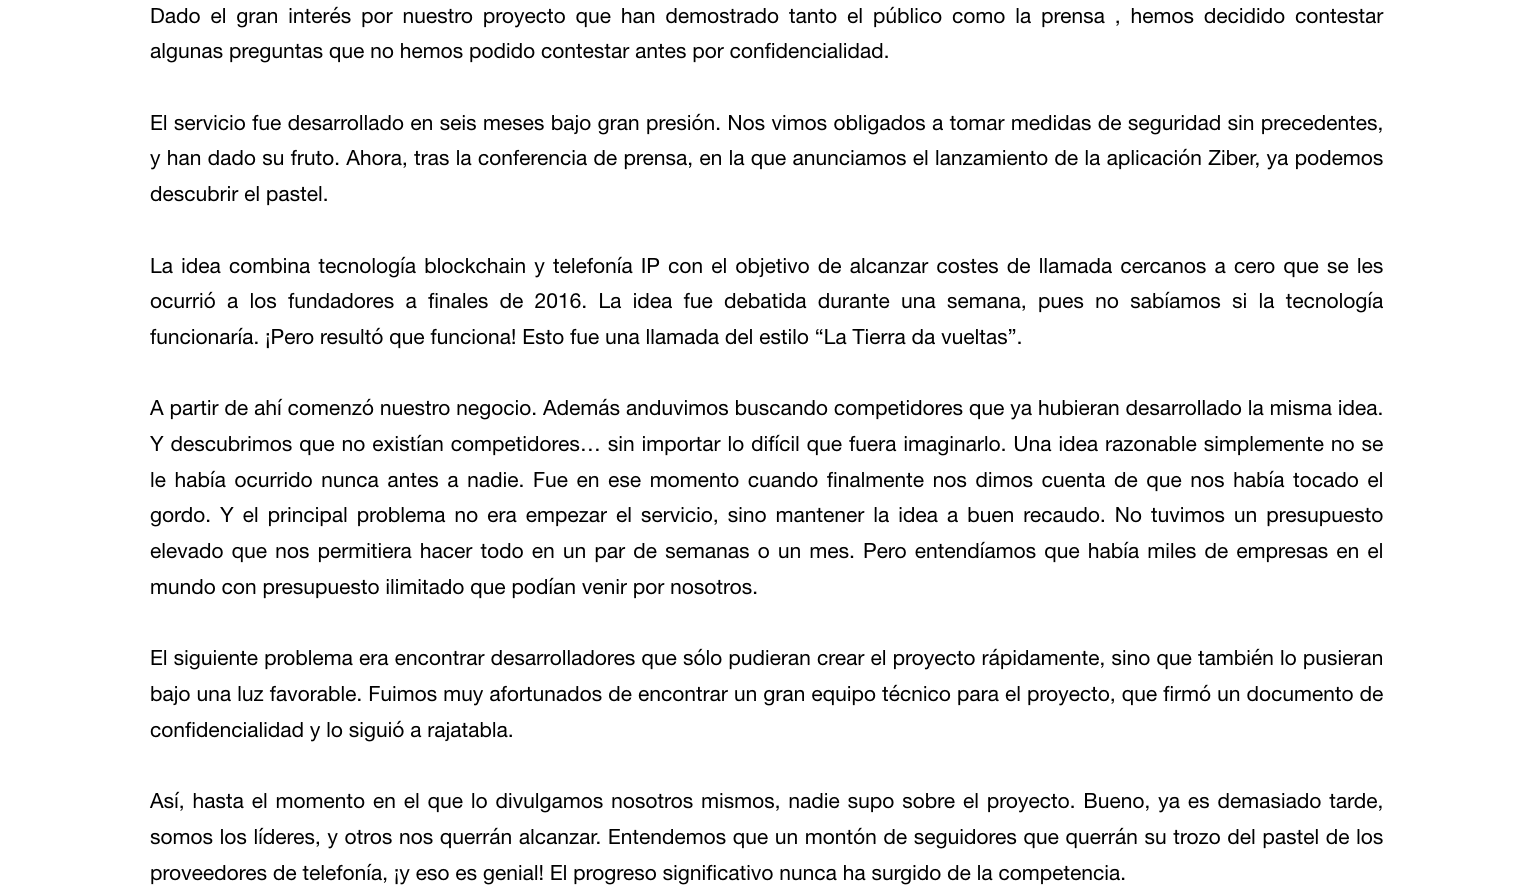 Dado el gran interés por nuestro proyecto que han demostrado tanto el público como la prensa , hemos decidido contestar
algunas preguntas que no hemos podido contestar antes por confidencialidad.
El servicio fue desarrollado en seis meses bajo gran presión. Nos vimos obligados a tomar medidas de seguridad sin precedentes,
y han dado su fruto. Ahora, tras la conferencia de prensa, en la que anunciamos el lanzamiento de la aplicación Ziber, ya podemos
descubrir el pastel.
La idea combina tecnología blockchain y telefonía IP con el objetivo de alcanzar costes de llamada cercanos a cero que se les
ocurrió a los fundadores a finales de 2016. La idea fue debatida durante una semana, pues no sabíamos si la tecnología
funcionaría. ¡Pero resultó que funciona! Esto fue una llamada del estilo “La Tierra da vueltas”.
A partir de ahí comenzó nuestro negocio. Además anduvimos buscando competidores que ya hubieran desarrollado la misma idea.
Y descubrimos que no existían competidores… sin importar lo difícil que fuera imaginarlo. Una idea razonable simplemente no se
le había ocurrido nunca antes a nadie. Fue en ese momento cuando finalmente nos dimos cuenta de que nos había tocado el
gordo. Y el principal problema no era empezar el servicio, sino mantener la idea a buen recaudo. No tuvimos un presupuesto
elevado que nos permitiera hacer todo en un par de semanas o un mes. Pero entendíamos que había miles de empresas en el
mundo con presupuesto ilimitado que podían venir por nosotros.
El siguiente problema era encontrar desarrolladores que sólo pudieran crear el proyecto rápidamente, sino que también lo pusieran
bajo una luz favorable. Fuimos muy afortunados de encontrar un gran equipo técnico para el proyecto, que firmó un documento de
confidencialidad y lo siguió a rajatabla.
Así, hasta el momento en el que lo divulgamos nosotros mismos, nadie supo sobre el proyecto. Bueno, ya es demasiado tarde,
somos los líderes, y otros nos querrán alcanzar. Entendemos que un montón de seguidores que querrán su trozo del pastel de los
proveedores de telefonía, ¡y eso es genial! El progreso significativo nunca ha surgido de la competencia.